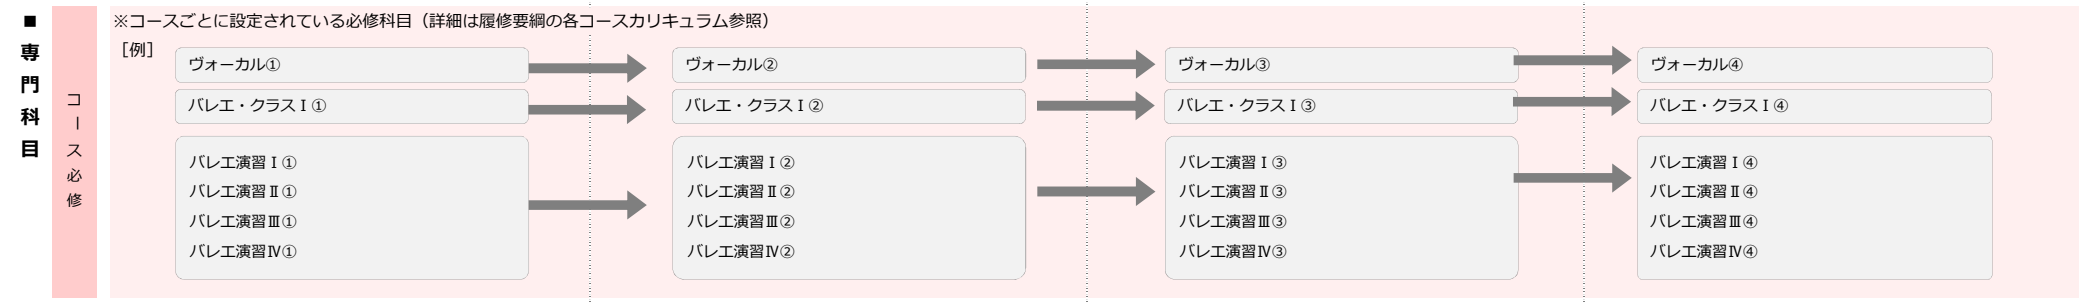 ■専門科目
コース必修
※コースごとに設定されている必修科目（詳細は履修要綱の各コースカリキュラム参照）
［例］
ヴォーカル①
ヴォーカル②
ヴォーカル③
ヴォーカル④
バレエ・クラスⅠ①
バレエ・クラスⅠ②
バレエ・クラスⅠ③
バレエ・クラスⅠ④
バレエ演習Ⅰ①
バレエ演習Ⅱ①
バレエ演習Ⅲ①
バレエ演習Ⅳ①
バレエ演習Ⅰ②
バレエ演習Ⅱ②
バレエ演習Ⅲ②
バレエ演習Ⅳ②
バレエ演習Ⅰ③
バレエ演習Ⅱ③
バレエ演習Ⅲ③
バレエ演習Ⅳ③
バレエ演習Ⅰ④
バレエ演習Ⅱ④
バレエ演習Ⅲ④
バレエ演習Ⅳ④